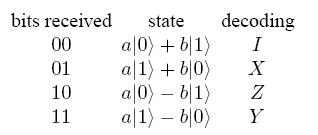 bits received state decoding
00 a|0⟩ + b|1⟩ I
01 a|1⟩ + b|0⟩ X
10 a|0⟩ − b|1⟩ Z
11 a|1⟩ − b|0⟩ Y